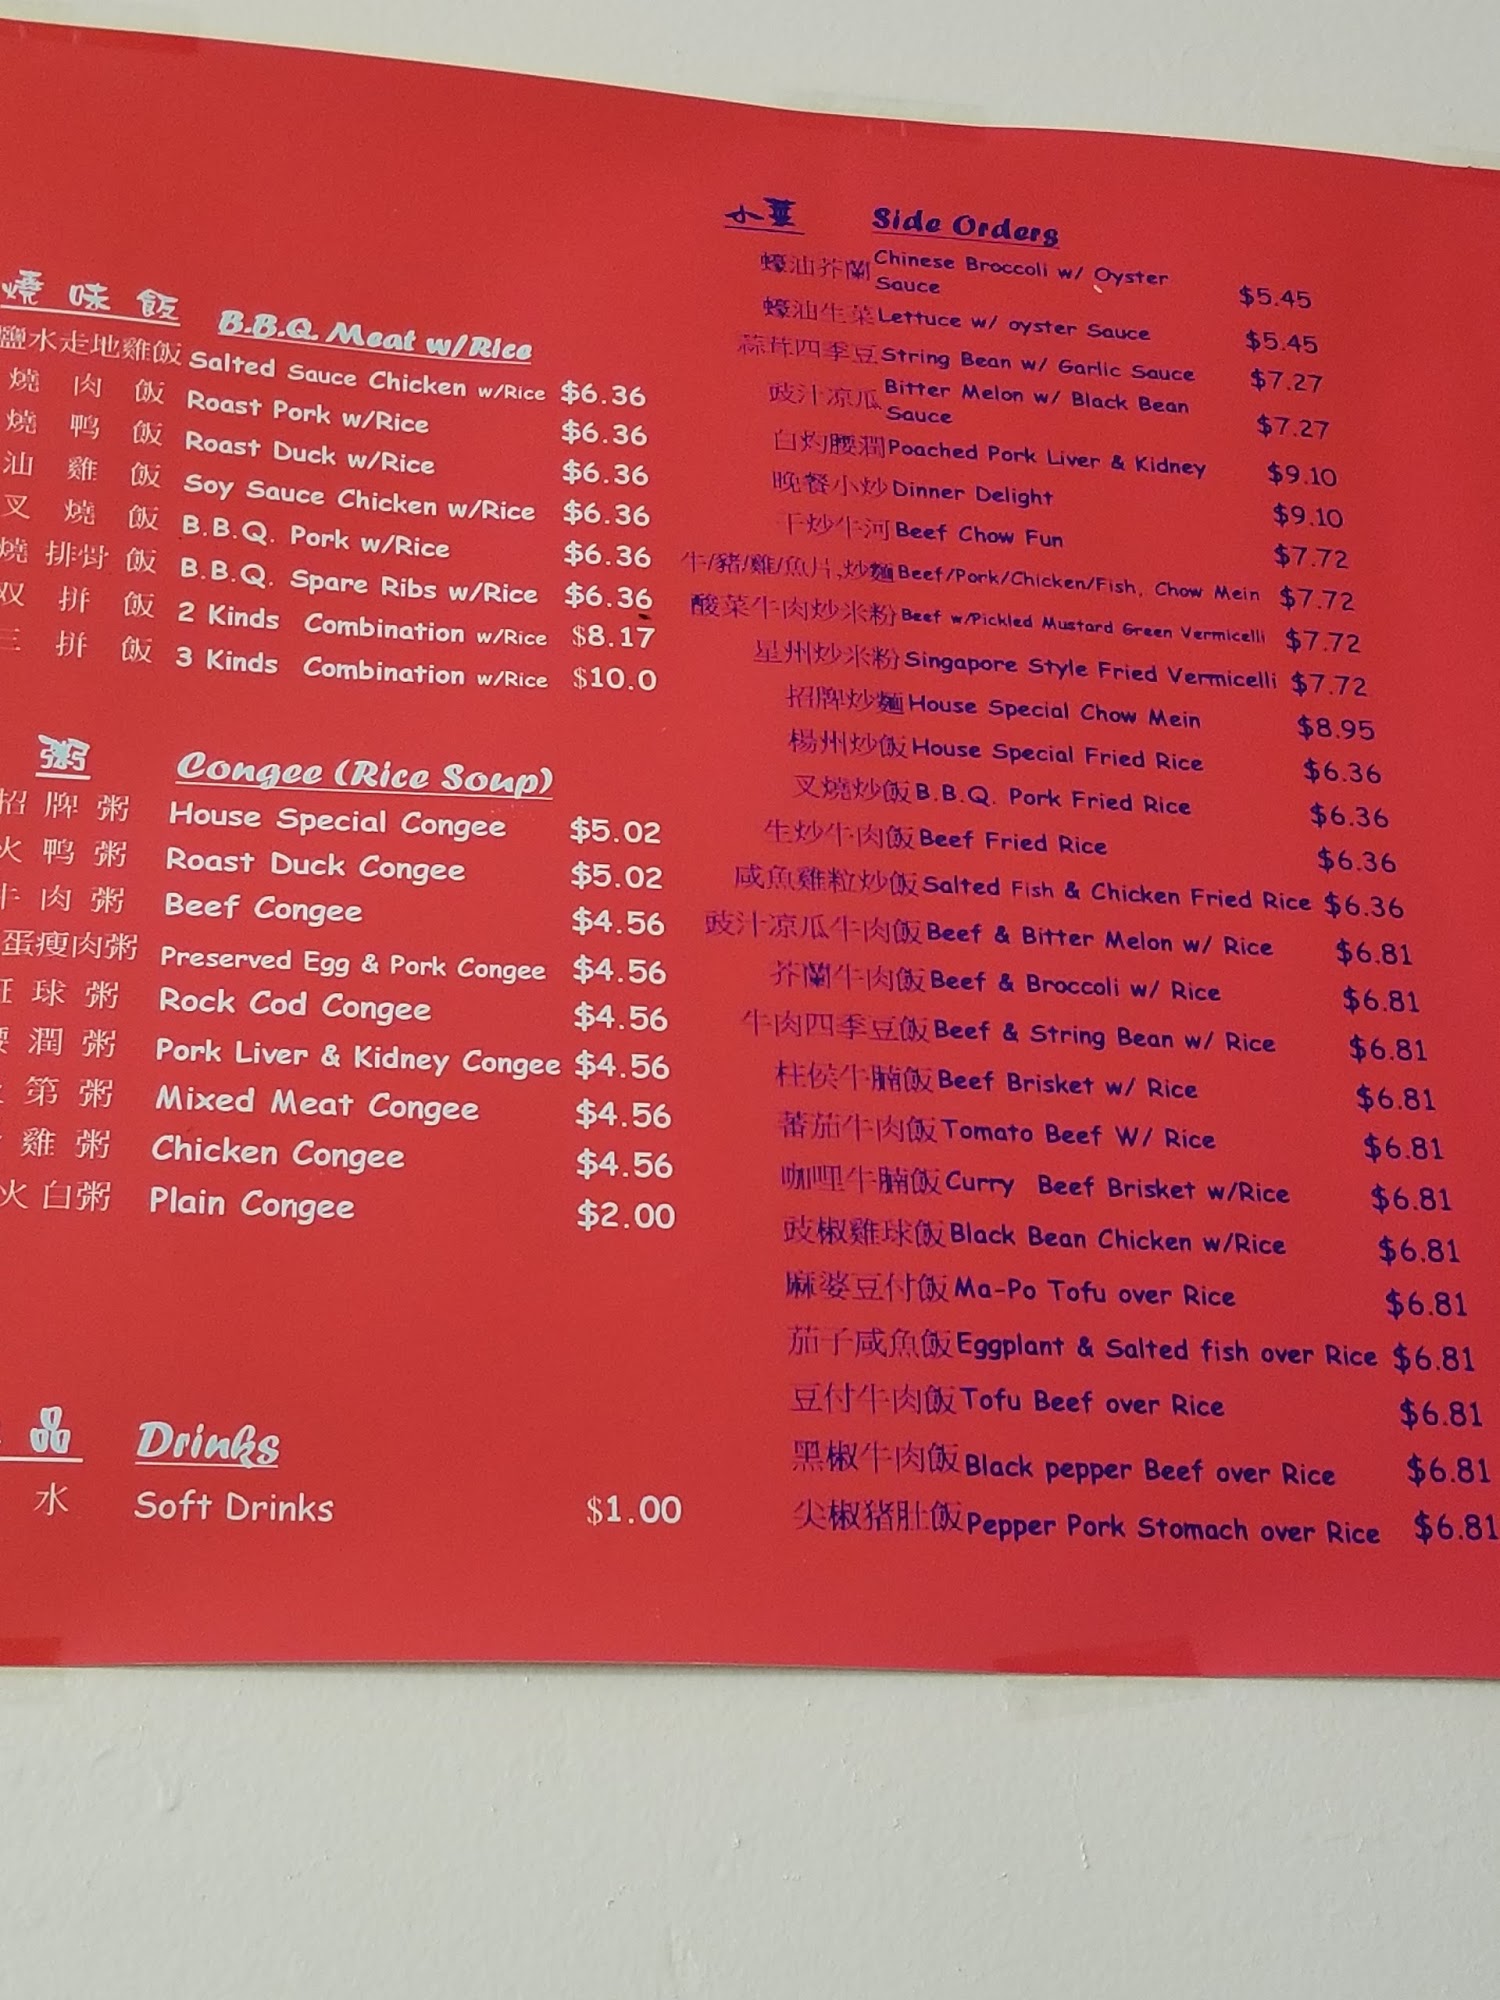 燒味飯 B.B.Q. Meat w/Rice
鹽水走地雞飯 Salted Sauce Chicken w/Rice $6.36
燒肉飯 Roast Pork w/Rice $6.36
燒鸭飯 Roast Duck w/Rice $6.36
油雞飯 Soy Sauce Chicken w/Rice $6.36
叉燒飯 B.B.Q. Pork w/Rice $6.36
燒排骨飯 B.B.Q. Spare Ribs w/Rice $6.36
双拼飯 2 Kinds Combination w/Rice $8.17
三拼飯 3 Kinds Combination w/Rice $10.0
粥 Congee (Rice Soup)
招牌粥 House Special Congee $5.02
火鸭粥 Roast Duck Congee $5.02
牛肉粥 Beef Congee $4.56
蛋瘦肉粥 Preserved Egg & Pork Congee $4.56
球粥 Rock Cod Congee $4.56
潤粥 Pork Liver & Kidney Congee $4.56
第粥 Mixed Meat Congee $4.56
雞粥 Chicken Congee $4.56
火白粥 Plain Congee $2.00
品 Drinks
水 Soft Drinks $1.00
小 Side Orders
蠔油芥蘭 Chinese Broccoli w/ Oyster
Sauce $5.45
蠔油生菜 Lettuce w/ oyster Sauce $5.45
蒜茸四季豆 String Bean w/ Garlic Sauce $7.27
豉汁凉瓜 Bitter Melon w/ Black Bean
Sauce $7.27
白灼腰潤 Poached Pork Liver & Kidney $9.10
晚餐小炒 Dinner Delight $9.10
干炒牛河 Beef Chow Fun $7.72
牛/豬/雞/魚片,炒麵 Beef/Pork/Chicken/Fish, Chow Mein $7.72
酸菜牛肉炒米粉 Beef w/Pickled Mustard Green Vermicelli $7.72
星州炒米粉 Singapore Style Fried Vermicelli $7.72
招牌炒麵 House Special Chow Mein $8.95
楊州炒飯 House Special Fried Rice $6.36
叉燒炒飯 B.B.Q. Pork Fried Rice $6.36
生炒牛肉飯 Beef Fried Rice $6.36
咸魚雞粒炒飯 Salted Fish & Chicken Fried Rice $6.36
豉汁凉瓜牛肉飯 Beef & Bitter Melon w/ Rice $6.81
芥蘭牛肉飯 Beef & Broccoli w/ Rice $6.81
牛肉四季豆飯 Beef & String Bean w/ Rice $6.81
柱侯牛腩飯 Beef Brisket w/ Rice $6.81
蕃茄牛肉飯 Tomato Beef W/ Rice $6.81
咖哩牛腩飯 Curry Beef Brisket w/Rice $6.81
豉椒雞球飯 Black Bean Chicken w/Rice $6.81
麻婆豆付飯 Ma-Po Tofu over Rice $6.81
茄子咸魚飯 Eggplant & Salted fish over Rice $6.81
豆付牛肉飯 Tofu Beef over Rice $6.81
黑椒牛肉飯 Black pepper Beef over Rice $6.81
尖椒猪肚飯 Pepper Pork Stomach over Rice $6.81